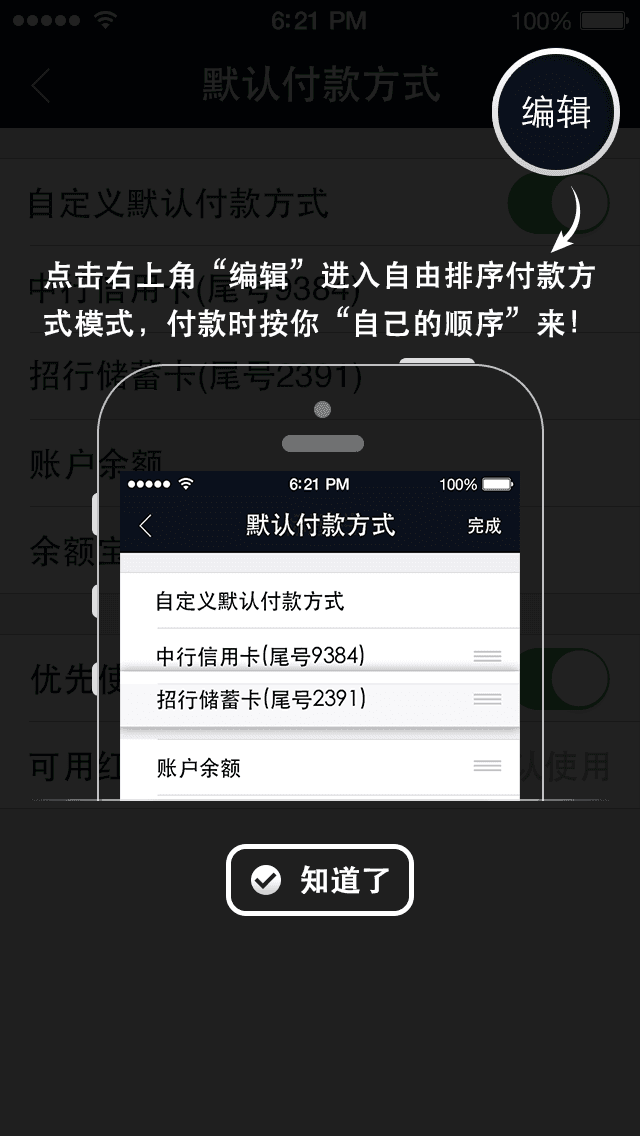 6:21 PM 100%
默认付款方式
编辑
自定义默认付款方式
点击右上角“编辑”进入自由排序付款方
式模式，付款时按你“自己的顺序”来！
中行信用卡(尾号9384)
招行储蓄卡(尾号2391)
账户余额
余额宝
优先使
可用红
认使用
6:21 PM 100%
默认付款方式 完成
自定义默认付款方式
中行信用卡(尾号9384)
招行储蓄卡(尾号2391)
账户余额
知道了